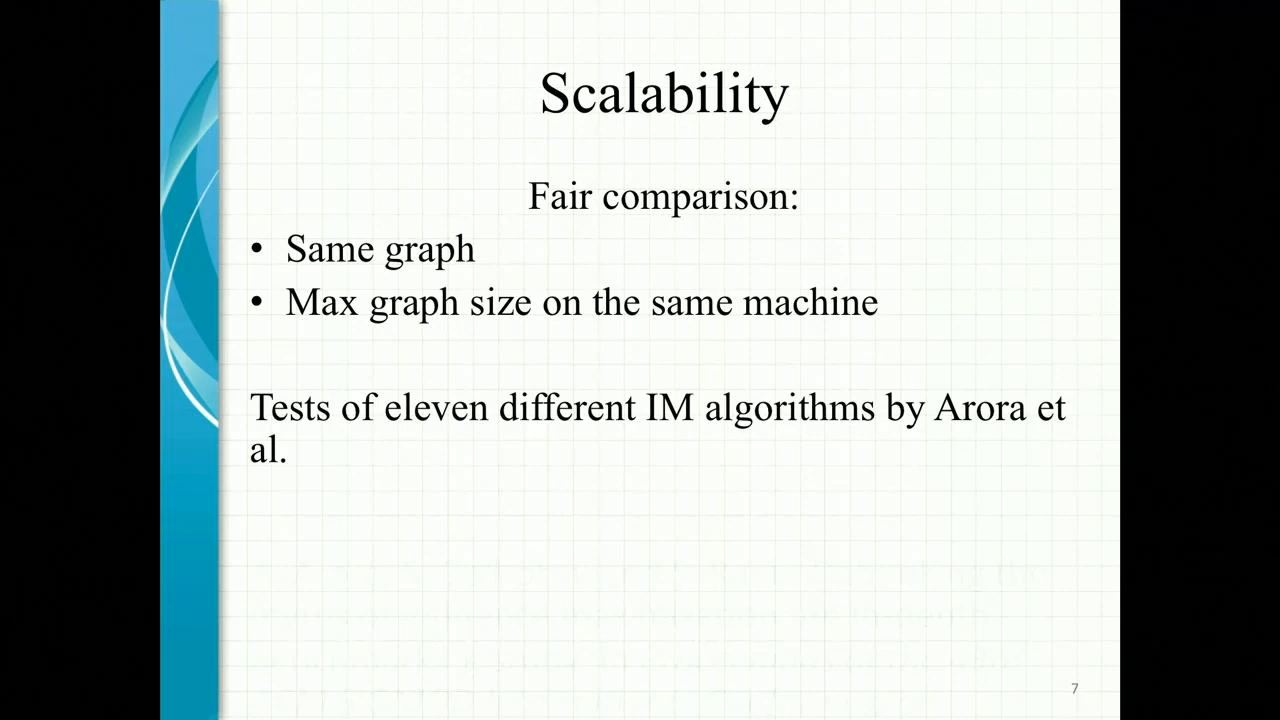 Scalability
Fair comparison:
• Same graph
• Max graph size on the same machine
Tests of eleven different IM algorithms by Arora et
al.
7